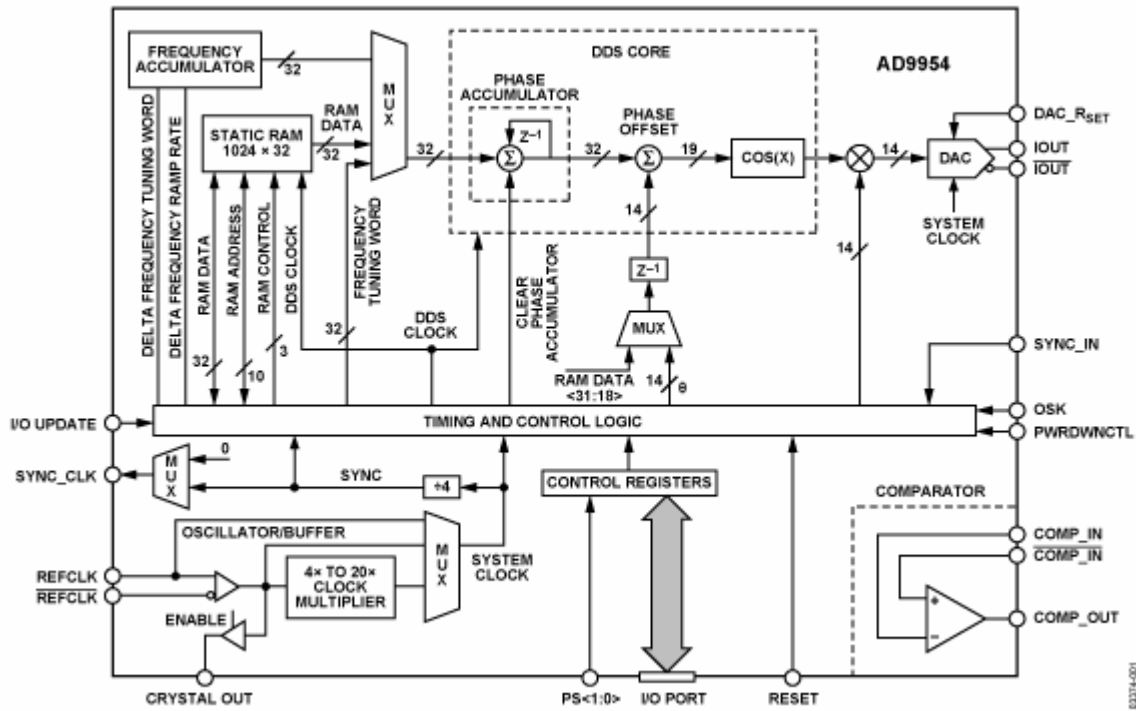 FREQUENCY
ACCUMULATOR
32
MUX
DDS CORE
AD9954
PHASE
ACCUMULATOR
Z–1
Σ
32
PHASE
OFFSET
Σ
19
COS(X)
14
DAC
DAC_RSET
IOUT
IOUT
SYSTEM
CLOCK
STATIC RAM
1024 × 32
RAM
DATA
32
32
DELTA FREQUENCY TUNING WORD
DELTA FREQUENCY RAMP RATE
RAM DATA
32
RAM ADDRESS
10
RAM CONTROL
3
DDS CLOCK
FREQUENCY
TUNING WORD
32
DDS
CLOCK
CLEAR
PHASE
ACCUMULATOR
14
Z–1
MUX
RAM DATA
<31:18>
14
θ
14
SYNC_IN
OSK
PWRDWNCTL
I/O UPDATE
TIMING AND CONTROL LOGIC
SYNC_CLK
MUX
0
SYNC
÷4
CONTROL REGISTERS
OSCILLATOR/BUFFER
REFCLK
REFCLK
4× TO 20×
CLOCK
MULTIPLIER
MUX
SYSTEM
CLOCK
ENABLE
COMPARATOR
COMP_IN
COMP_IN
+
–
COMP_OUT
CRYSTAL OUT
PS<1:0>
I/O PORT
RESET
03374-001